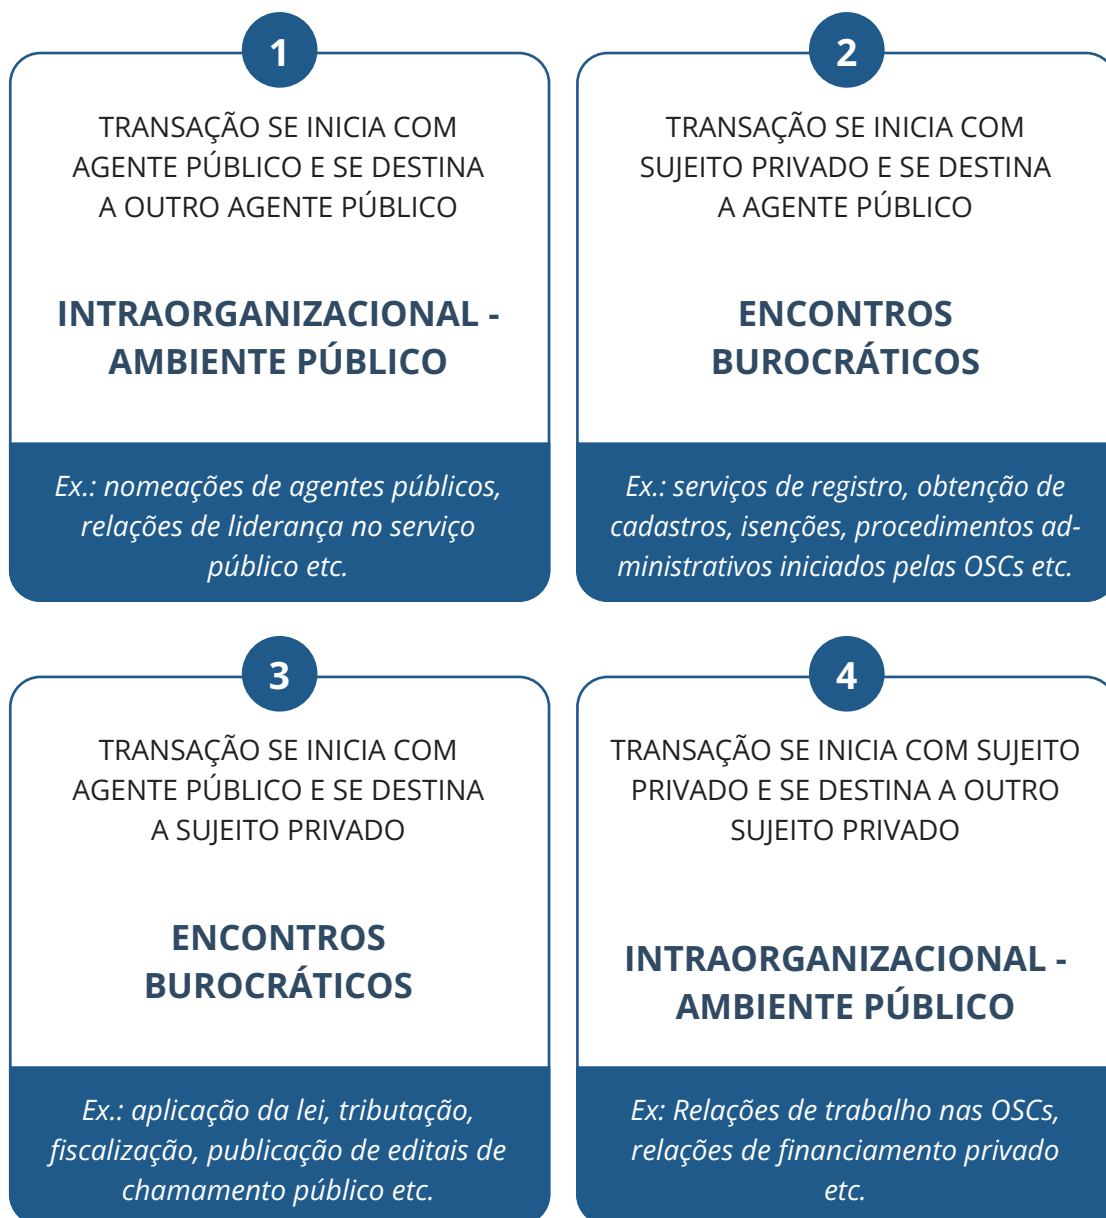 1
TRANSAÇÃO SE INICIA COM
AGENTE PÚBLICO E SE DESTINA
A OUTRO AGENTE PÚBLICO
INTRAORGANIZACIONAL -
AMBIENTE PÚBLICO
Ex.: nomeações de agentes públicos,
relações de liderança no serviço
público etc.
2
TRANSAÇÃO SE INICIA COM
SUJEITO PRIVADO E SE DESTINA
A AGENTE PÚBLICO
ENCONTROS
BUROCRÁTICOS
Ex.: serviços de registro, obtenção de
cadastros, isenções, procedimentos ad-
ministrativos iniciados pelas OSCs etc.
3
TRANSAÇÃO SE INICIA COM
AGENTE PÚBLICO E SE DESTINA
A SUJEITO PRIVADO
ENCONTROS
BUROCRÁTICOS
Ex.: aplicação da lei, tributação,
fiscalização, publicação de editais de
chamamento público etc.
4
TRANSAÇÃO SE INICIA COM SUJEITO
PRIVADO E SE DESTINA A OUTRO
SUJEITO PRIVADO
INTRAORGANIZACIONAL -
AMBIENTE PÚBLICO
Ex: Relações de trabalho nas OSCs,
relações de financiamento privado
etc.